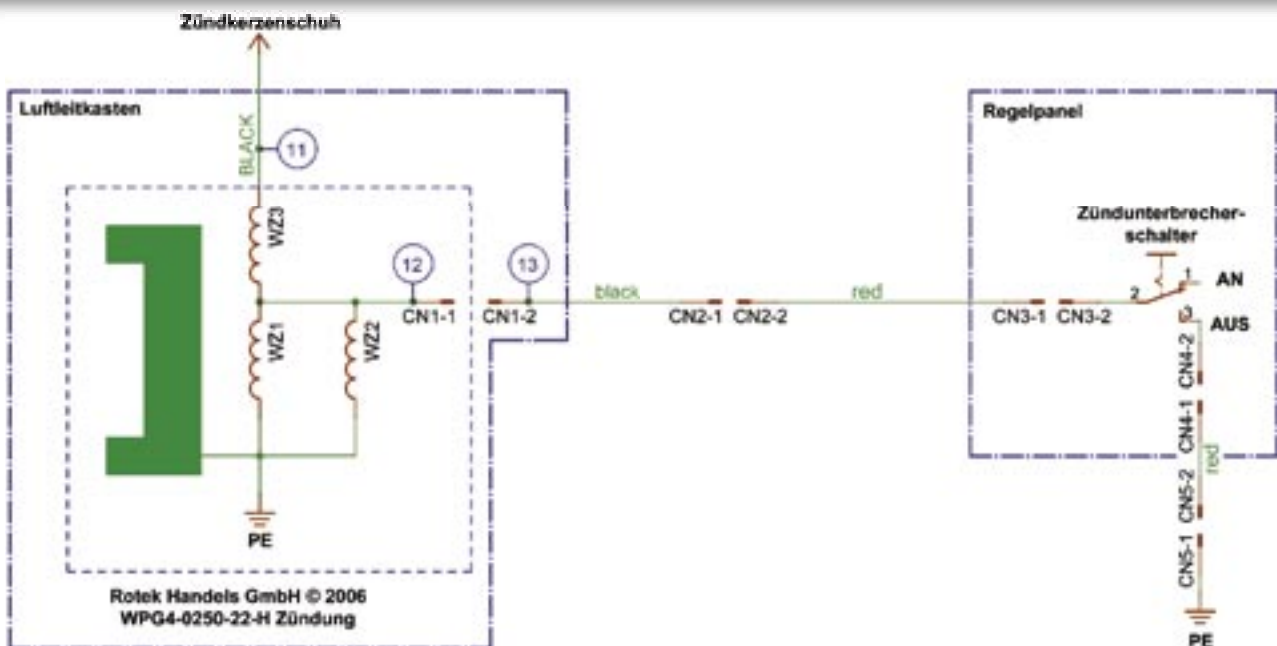 Zündkerzenschuh
Luftleitkasten
BLACK
11
WZ3
12
13
CN1-1
CN1-2
WZ1
WZ2
PE
Rotek Handels GmbH © 2006
WPG4-0250-22-H Zündung
black
CN2-1
CN2-2
red
Regelpanel
Zündunterbrecher-
schalter
CN3-1
CN3-2
2
1
AN
3
AUS
CN4-2
CN4-1
red
CN5-2
CN5-1
PE